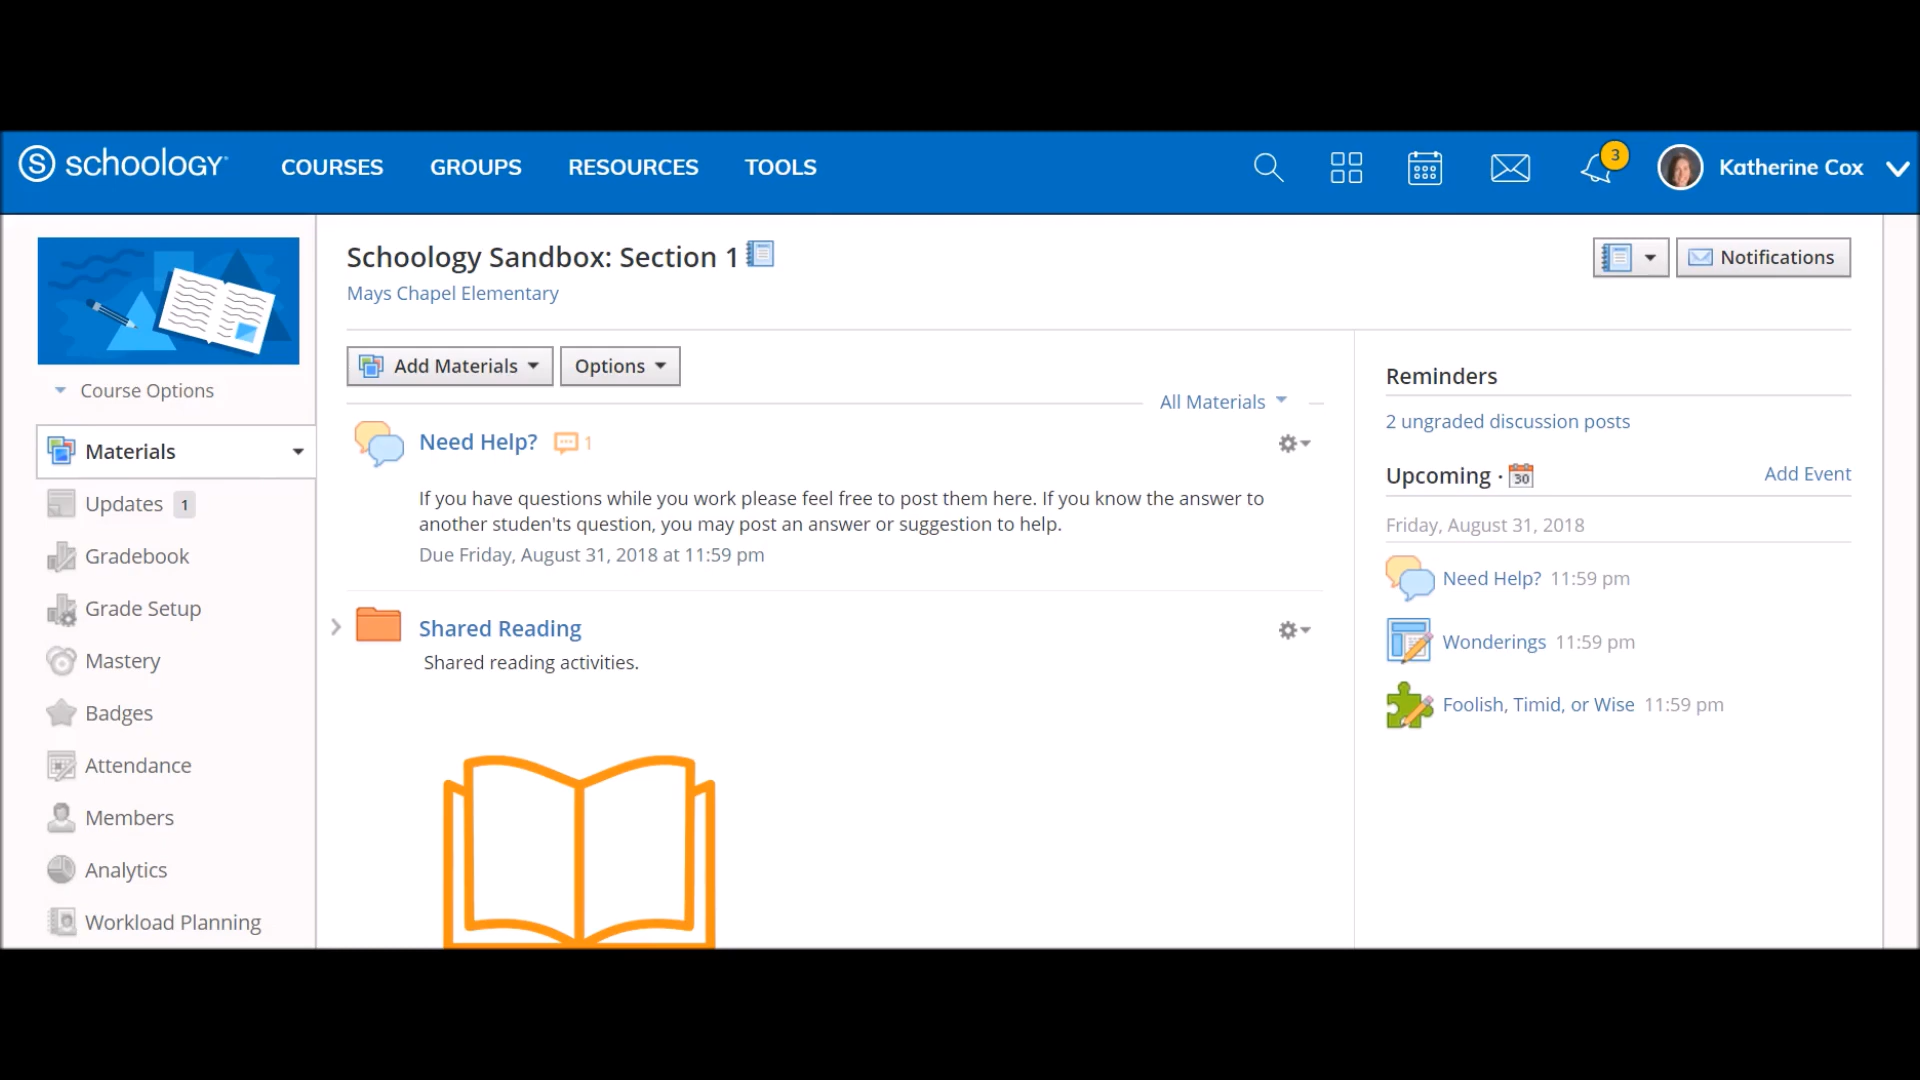 schoology
COURSES
GROUPS
RESOURCES
TOOLS
3
Katherine Cox
Course Options
Materials
Updates 1
Gradebook
Grade Setup
Mastery
Badges
Attendance
Members
Analytics
Workload Planning
Schoology Sandbox: Section 1
Mays Chapel Elementary
Notifications
Add Materials
Options
All Materials
Need Help? 1
If you have questions while you work please feel free to post them here. If you know the answer to
another studen'ts question, you may post an answer or suggestion to help.
Due Friday, August 31, 2018 at 11:59 pm
Shared Reading
Shared reading activities.
Reminders
2 ungraded discussion posts
Upcoming · 30
Add Event
Friday, August 31, 2018
Need Help? 11:59 pm
Wonderings 11:59 pm
Foolish, Timid, or Wise 11:59 pm